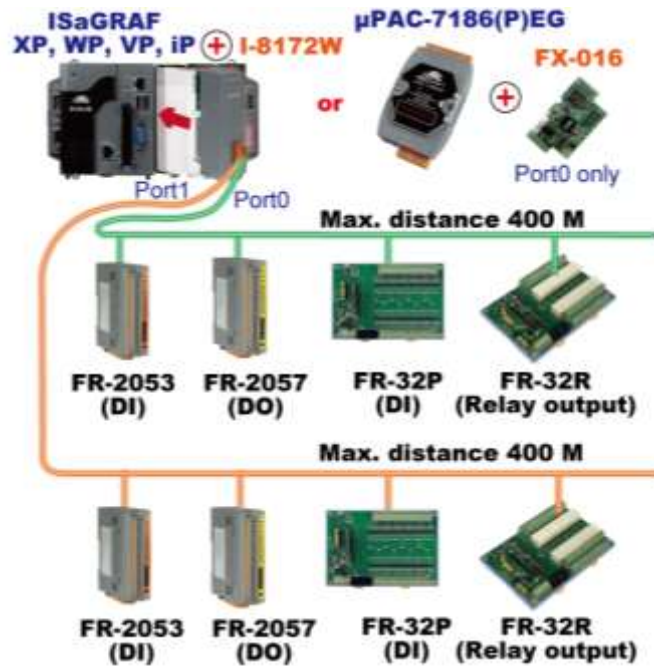 ISaGRAF
XP, WP, VP, iP + I-8172W
or
µPAC-7186(P)EG
+
FX-016
Port0 only
Port1
Port0
Max. distance 400 M
FR-2053
(DI)
FR-2057
(DO)
FR-32P
(DI)
FR-32R
(Relay output)
Max. distance 400 M
FR-2053
(DI)
FR-2057
(DO)
FR-32P
(DI)
FR-32R
(Relay output)